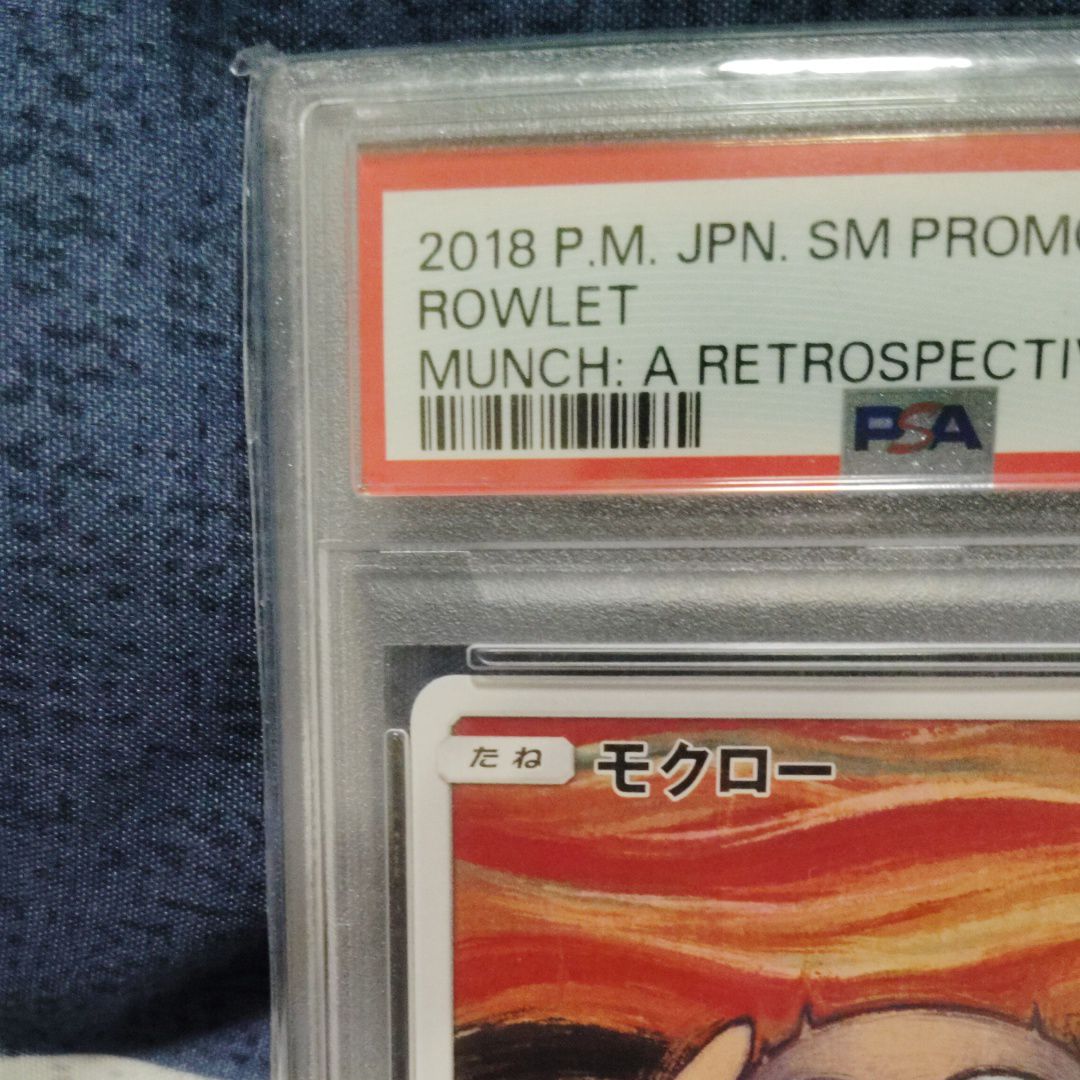 2018 P.M. JPN. SM PROMO
ROWLET
MUNCH: A RETROSPECTIV
PSA
たね モクロー